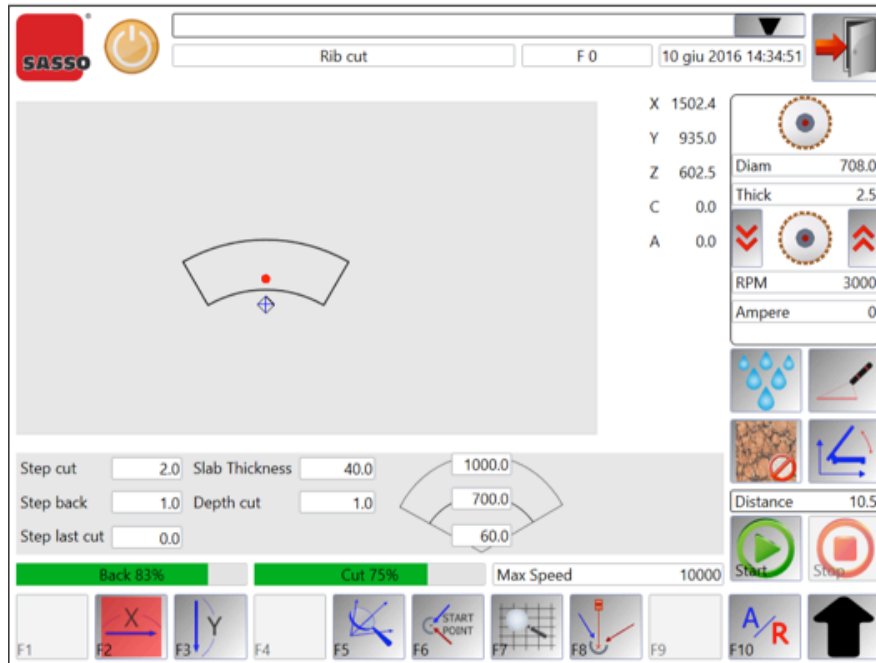 SASSO
Rib cut
F 0
10 giu 2016 14:34:51
X 1502.4
Y 935.0
Z 602.5
C 0.0
A 0.0
Diam 708.0
Thick 2.5
RPM 3000
Ampere 0
Step cut 2.0 Slab Thickness 40.0 1000.0
Step back 1.0 Depth cut 1.0 700.0
Step last cut 0.0 60.0
Distance 10.5
Start
Stop
Back 83% Cut 75% Max Speed 10000
F1
X
F2
Y
F3
F4
F5
START
POINT
F6
F7
F8
F9
A/R
F10